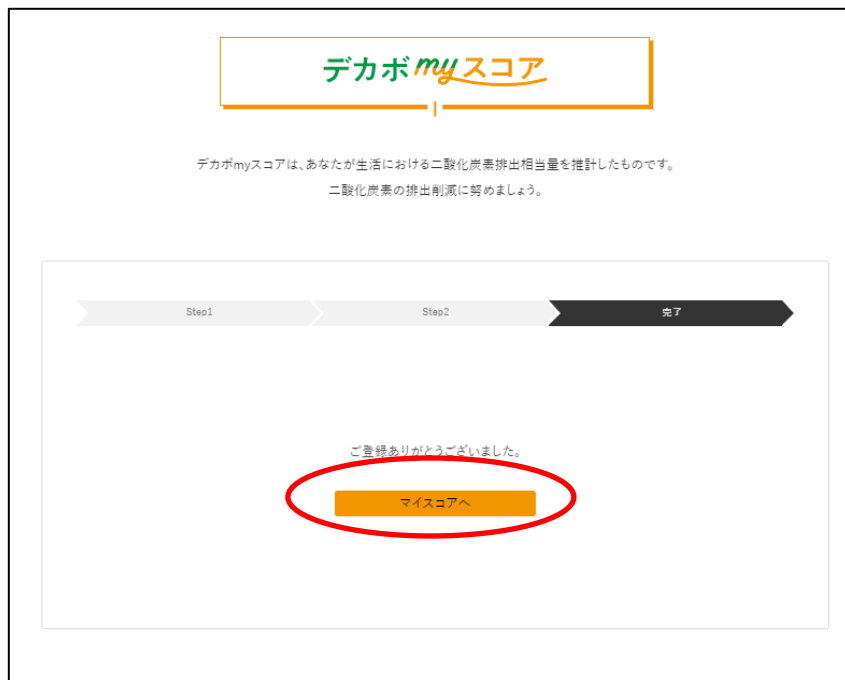 デカボmyスコア
デカボmyスコアは、あなたが生活における二酸化炭素排出相当量を推計したものです。
二酸化炭素の排出削減に努めましょう。
Step1
Step2
完了
ご登録ありがとうございました。
マイスコアへ